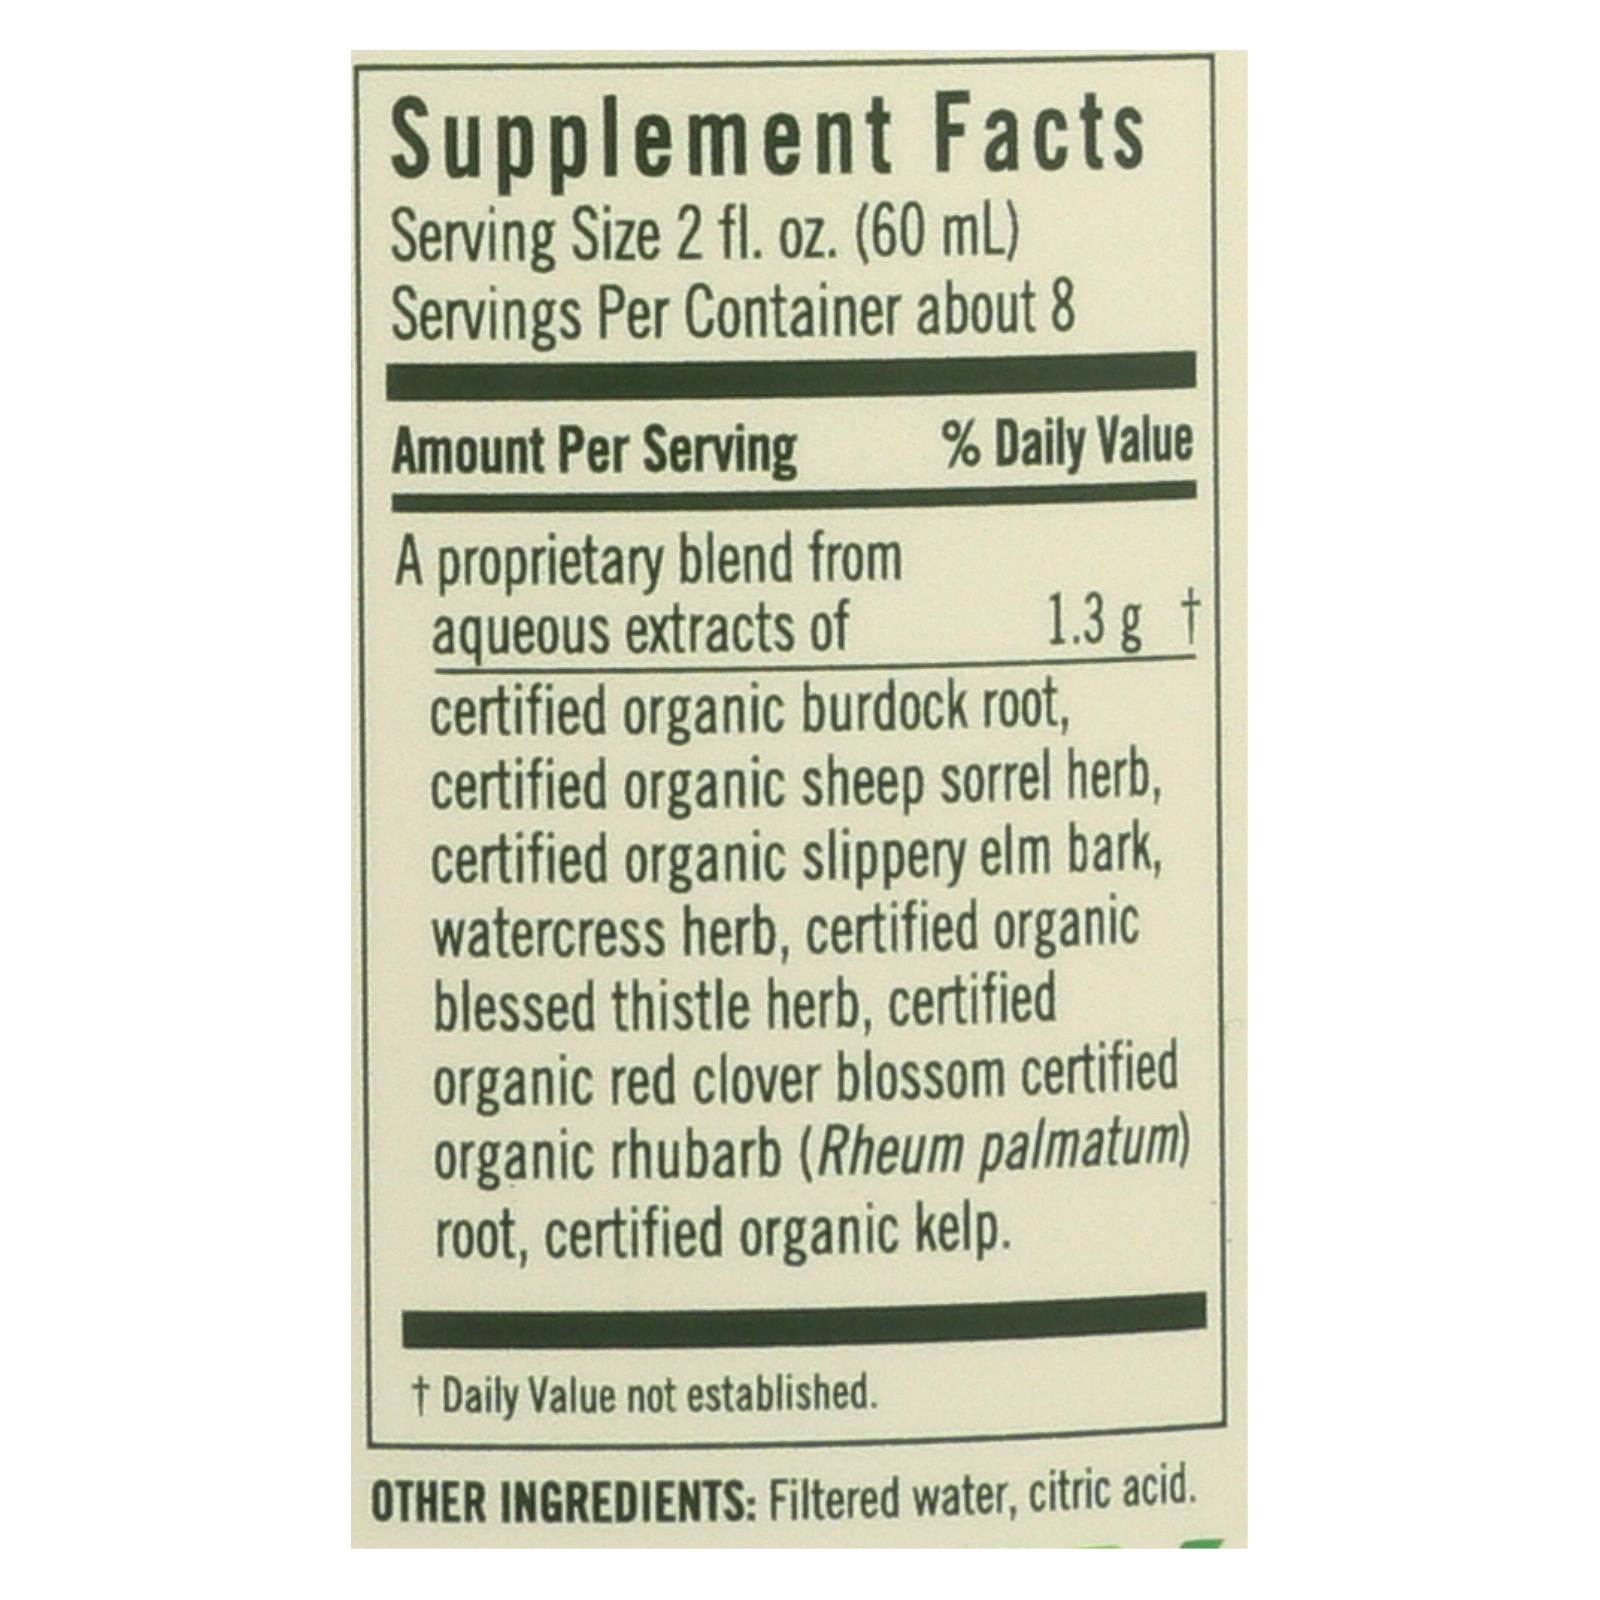 Supplement Facts
Serving Size 2 fl. oz. (60 mL)
Servings Per Container about 8
Amount Per Serving % Daily Value
A proprietary blend from
aqueous extracts of 1.3 g †
certified organic burdock root,
certified organic sheep sorrel herb,
certified organic slippery elm bark,
watercress herb, certified organic
blessed thistle herb, certified
organic red clover blossom certified
organic rhubarb (Rheum palmatum)
root, certified organic kelp.
† Daily Value not established.
OTHER INGREDIENTS: Filtered water, citric acid.